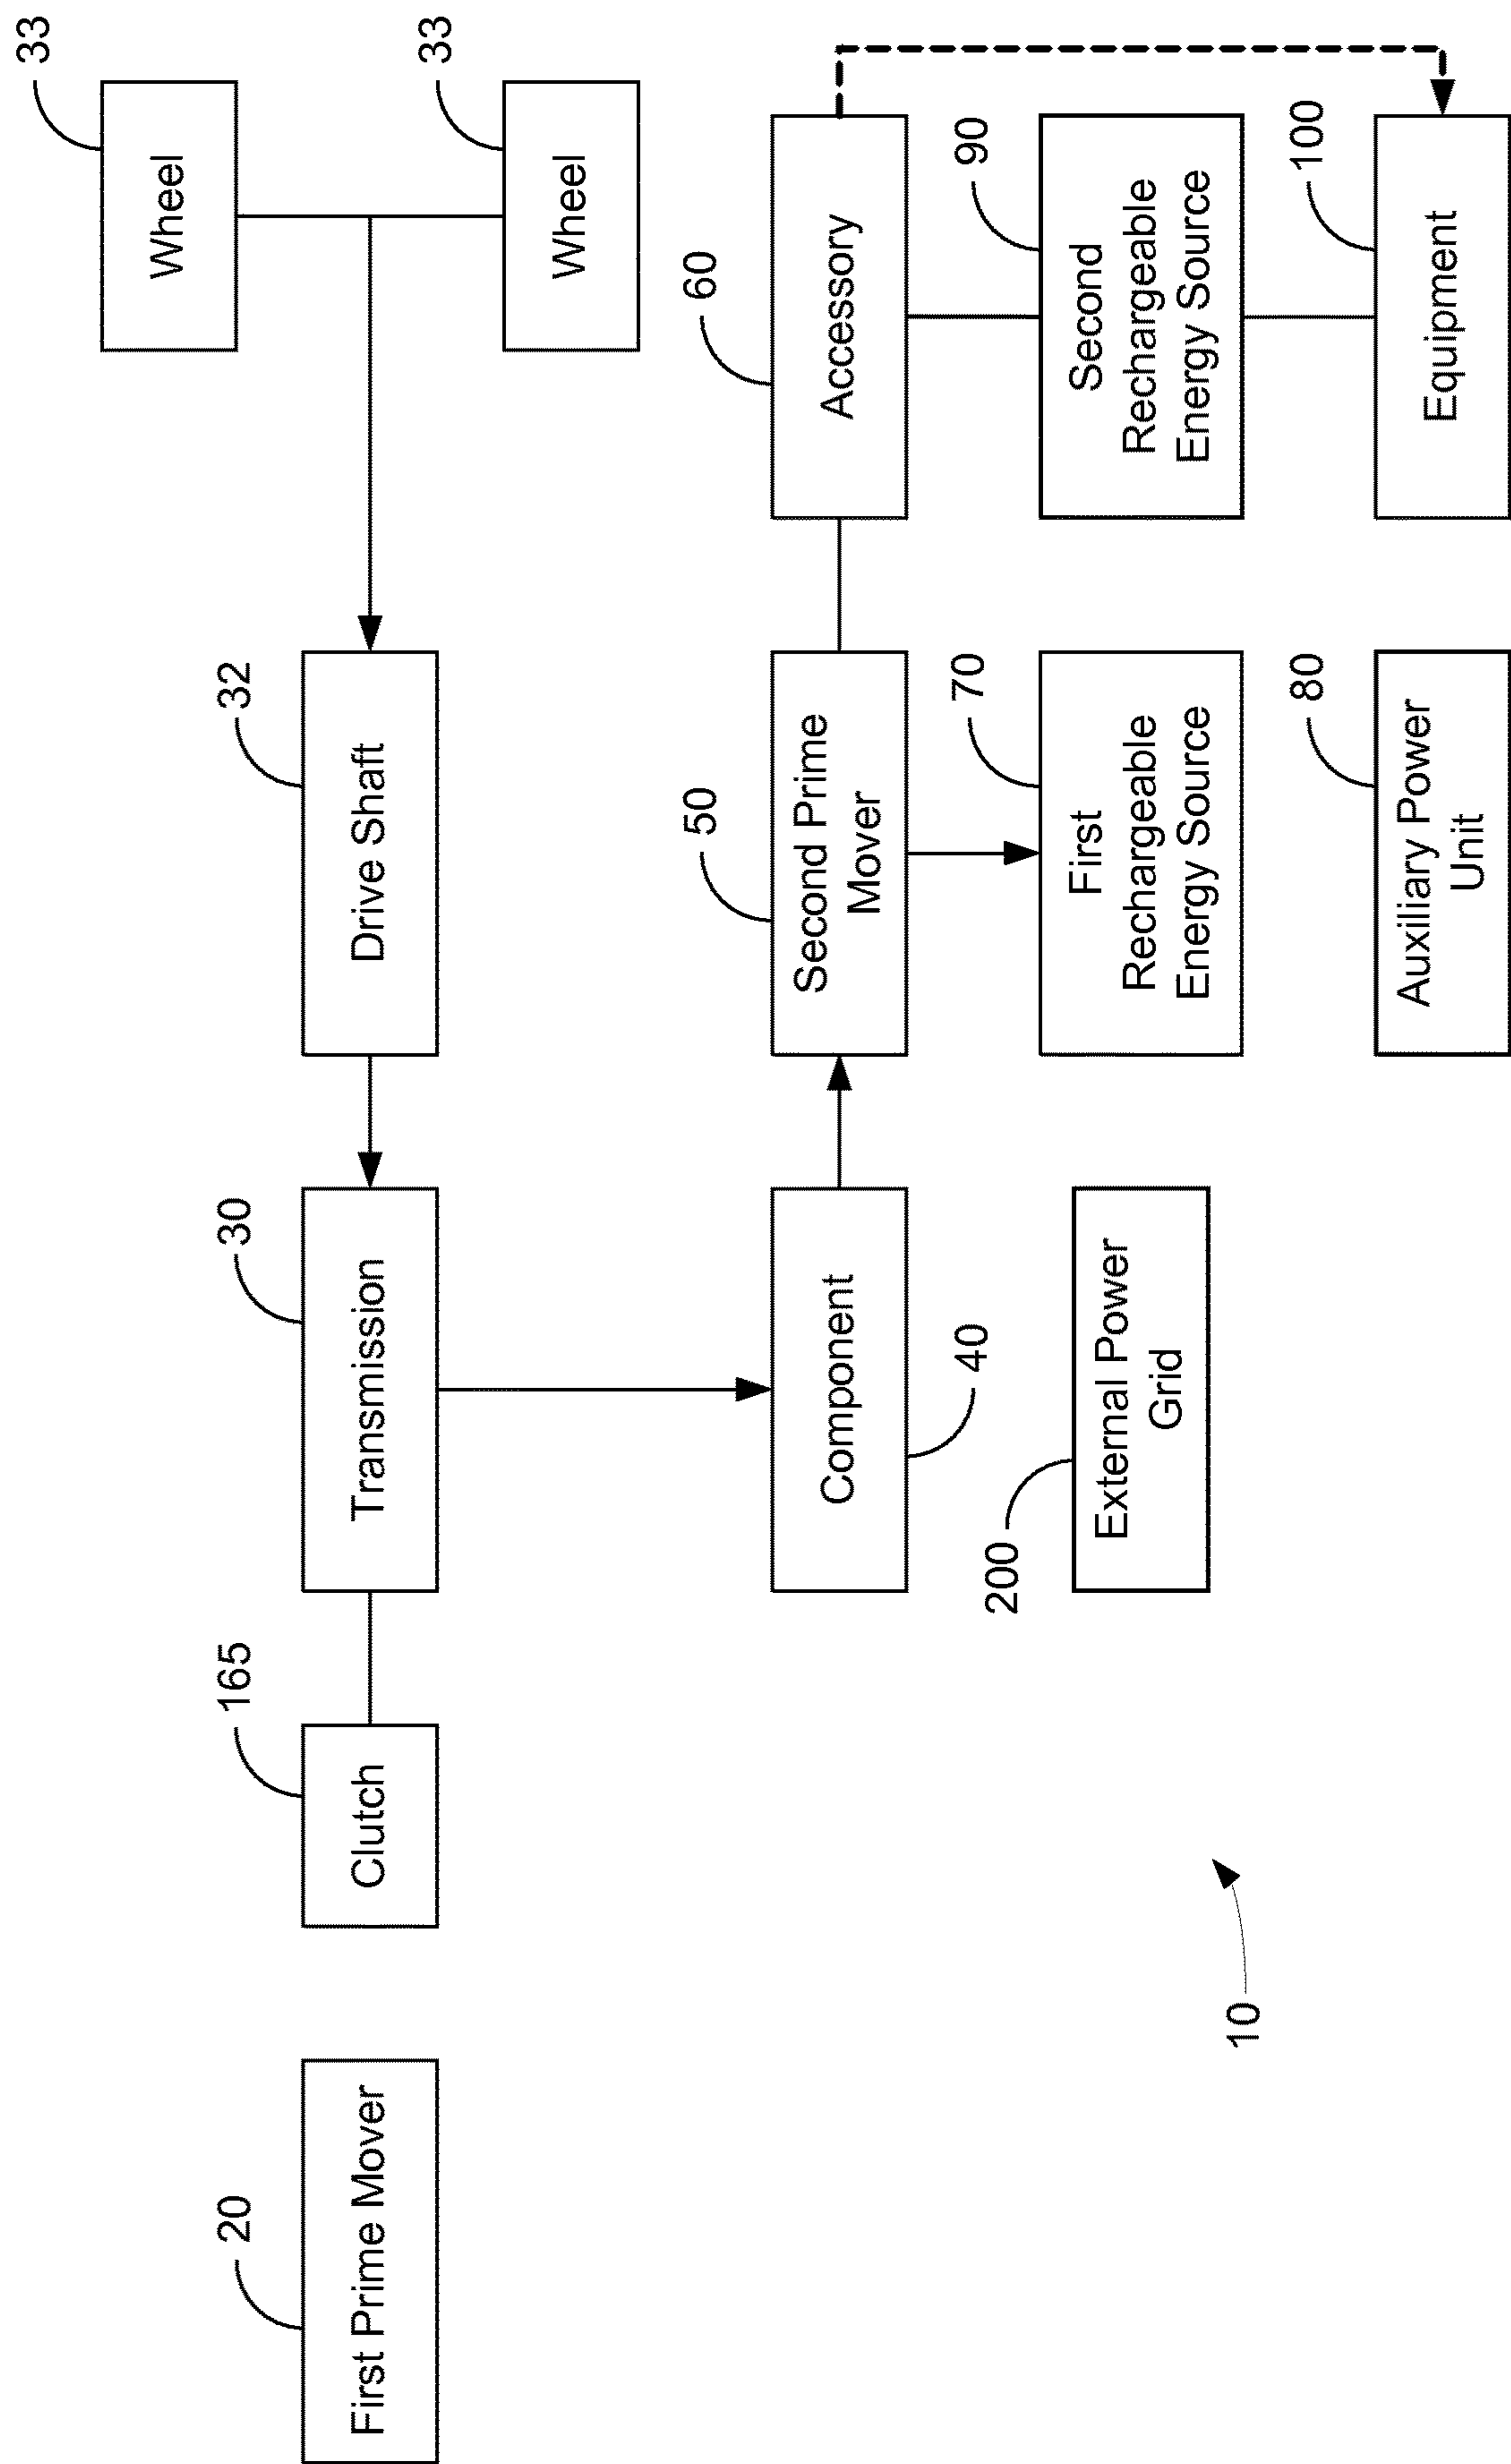 33
Wheel
33
Wheel
32
Drive Shaft
30
Transmission
165
Clutch
20
First Prime Mover
60
Accessory
50
Second Prime
Mover
Component
40
90
Second
Rechargeable
Energy Source
70
First
Rechargeable
Energy Source
200
External Power
Grid
100
Equipment
80
Auxiliary Power
Unit
10